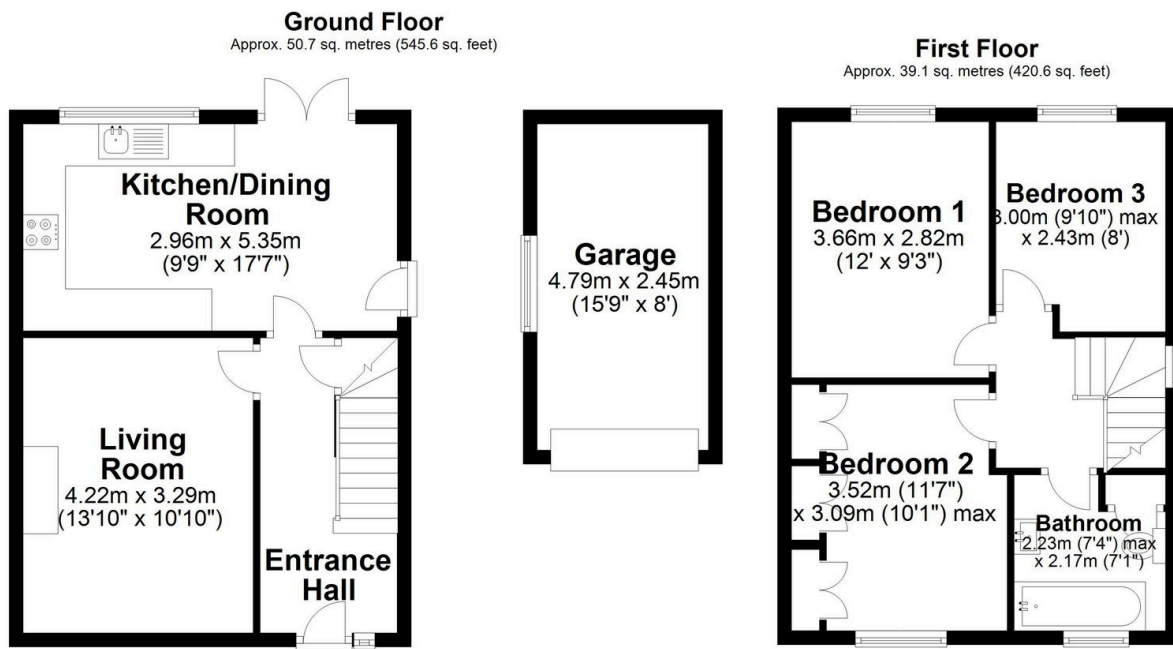 Ground Floor
Approx. 50.7 sq. metres (545.6 sq. feet)
Kitchen/Dining
Room
2.96m x 5.35m
(9'9" x 17'7")
Living
Room
4.22m x 3.29m
(13'10" x 10'10")
Entrance
Hall
Garage
4.79m x 2.45m
(15'9" x 8')
First Floor
Approx. 39.1 sq. metres (420.6 sq. feet)
Bedroom 1
3.66m x 2.82m
(12' x 9'3")
Bedroom 3
3.00m (9'10") max
x 2.43m (8')
Bedroom 2
3.52m (11'7")
x 3.09m (10'1") max
Bathroom
2.23m (7'4") max
x 2.17m (7'1")